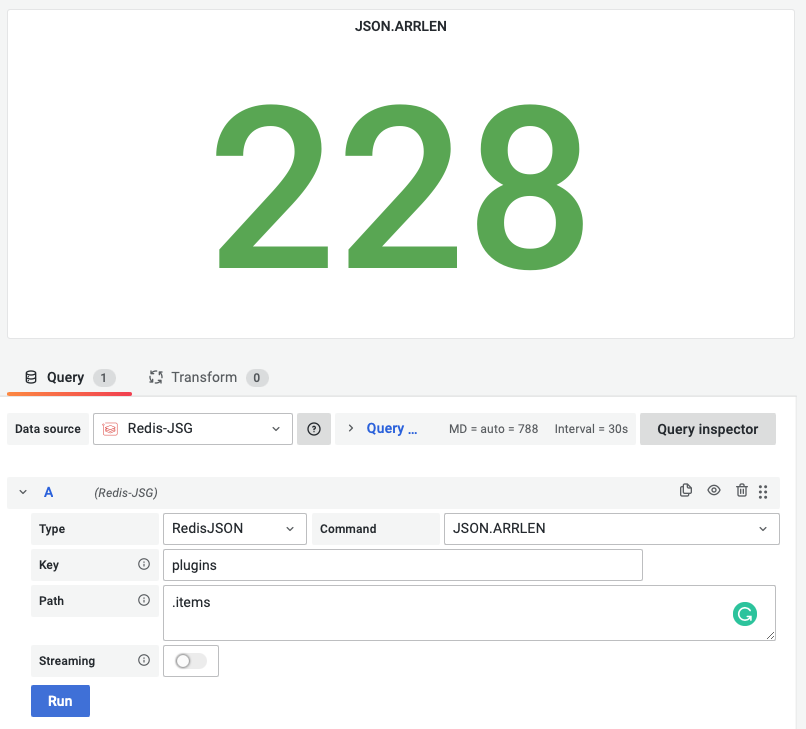 JSON.ARRLEN
228
Query 1 Transform 0
Data source Redis-JSG Query ... MD = auto = 788 Interval = 30s Query inspector
A (Redis-JSG)
Type RedisJSON Command JSON.ARRLEN
Key plugins
Path .items
Streaming
Run